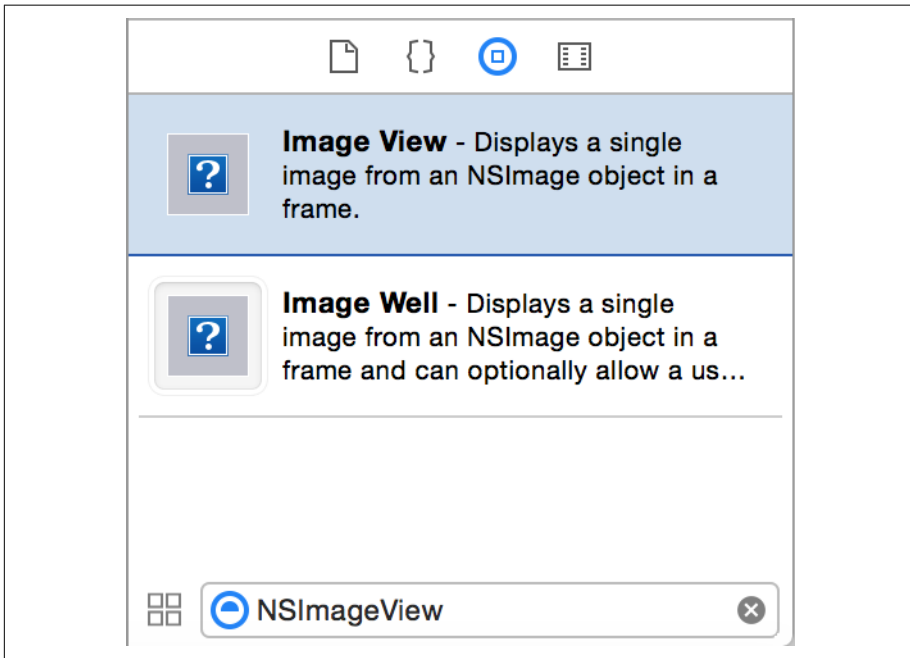 Image View - Displays a single
image from an NSImage object in a
frame.
Image Well - Displays a single
image from an NSImage object in a
frame and can optionally allow a us...
NSImageView